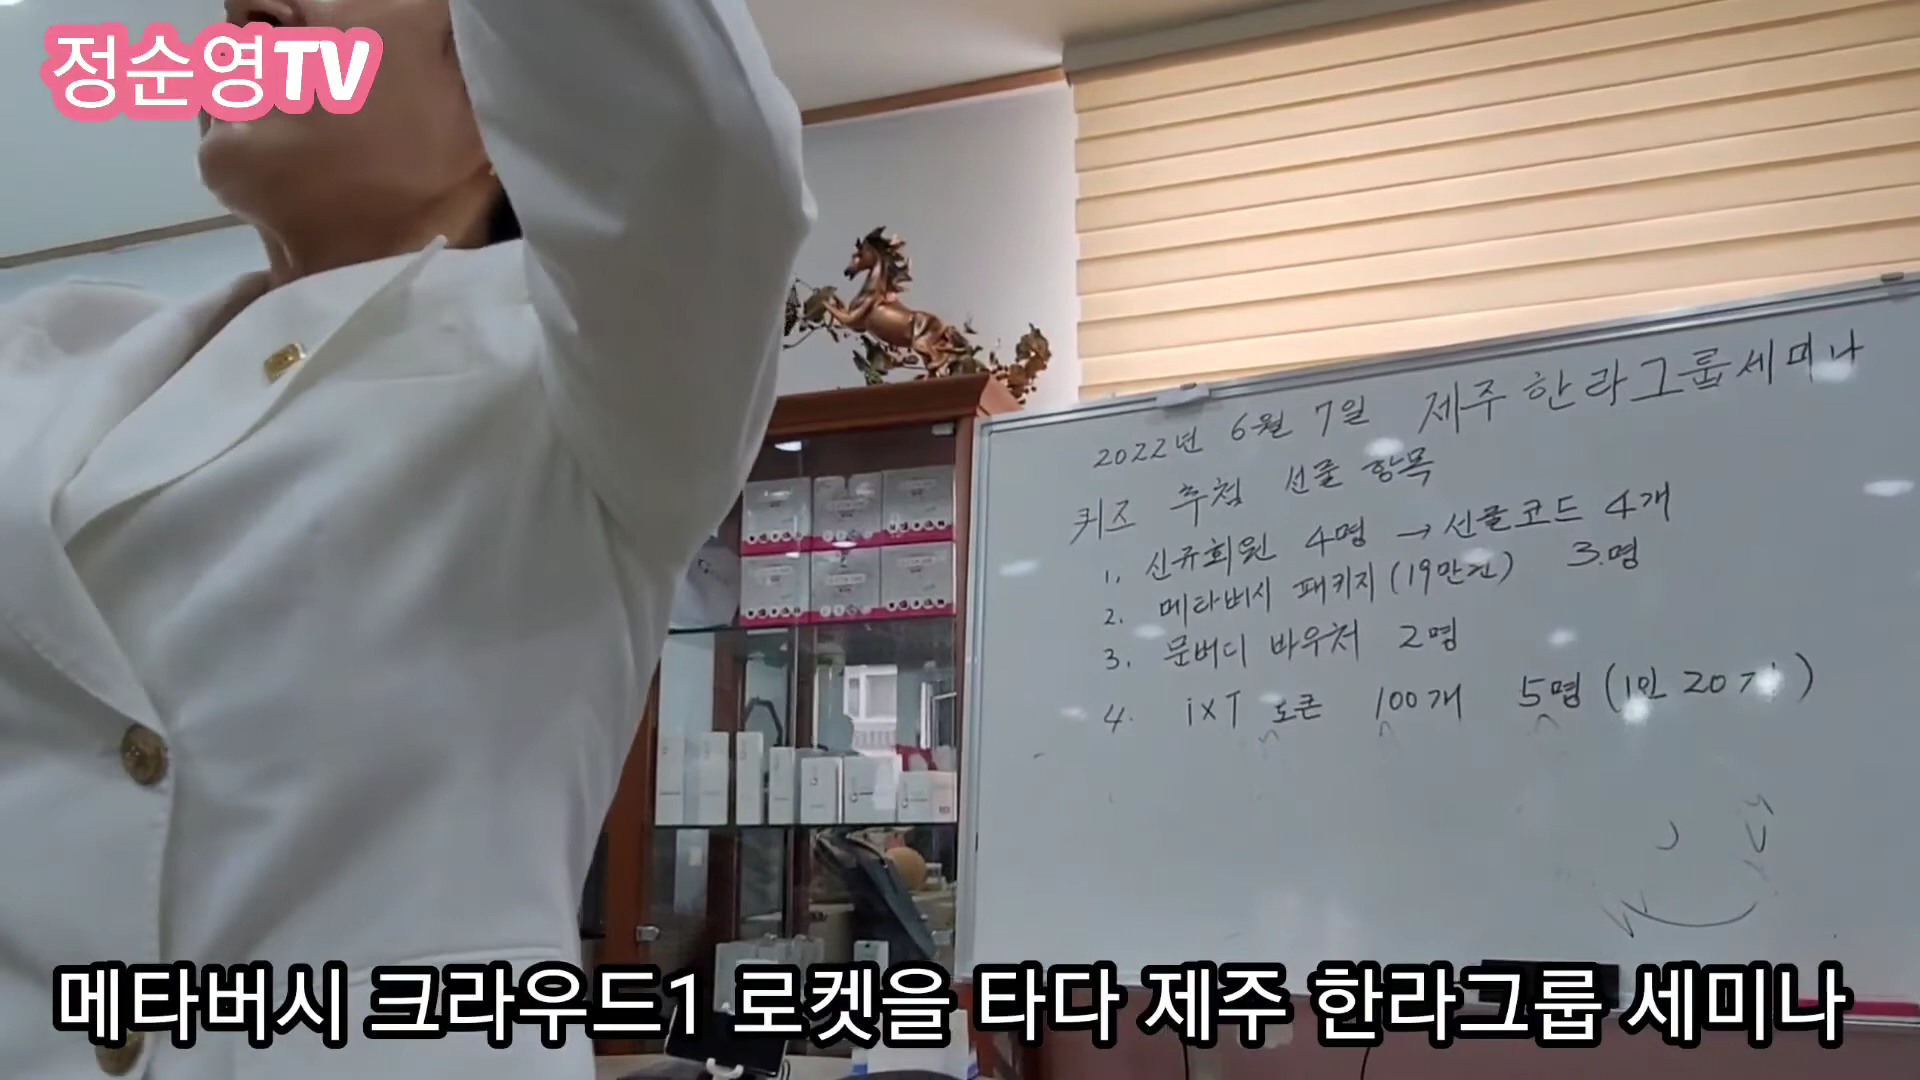 정순영TV
2022년 6월 7일 제주한라그룹세미나
퀴즈 추첨 선물 항목
1. 신규회원 4명 → 선물코드 4개
2. 메타버시 패키지(19만원) 3명
3. 문버디 바우처 2명
4. ixT 토큰 100개 5명 (1인 20개)
메타버시 크라우드1 로켓을 타다 제주 한라그룹 세미나